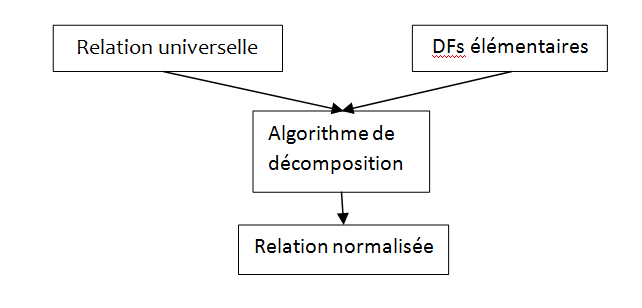 Relation universelle
DFs élémentaires
Algorithme de
décomposition
Relation normalisée